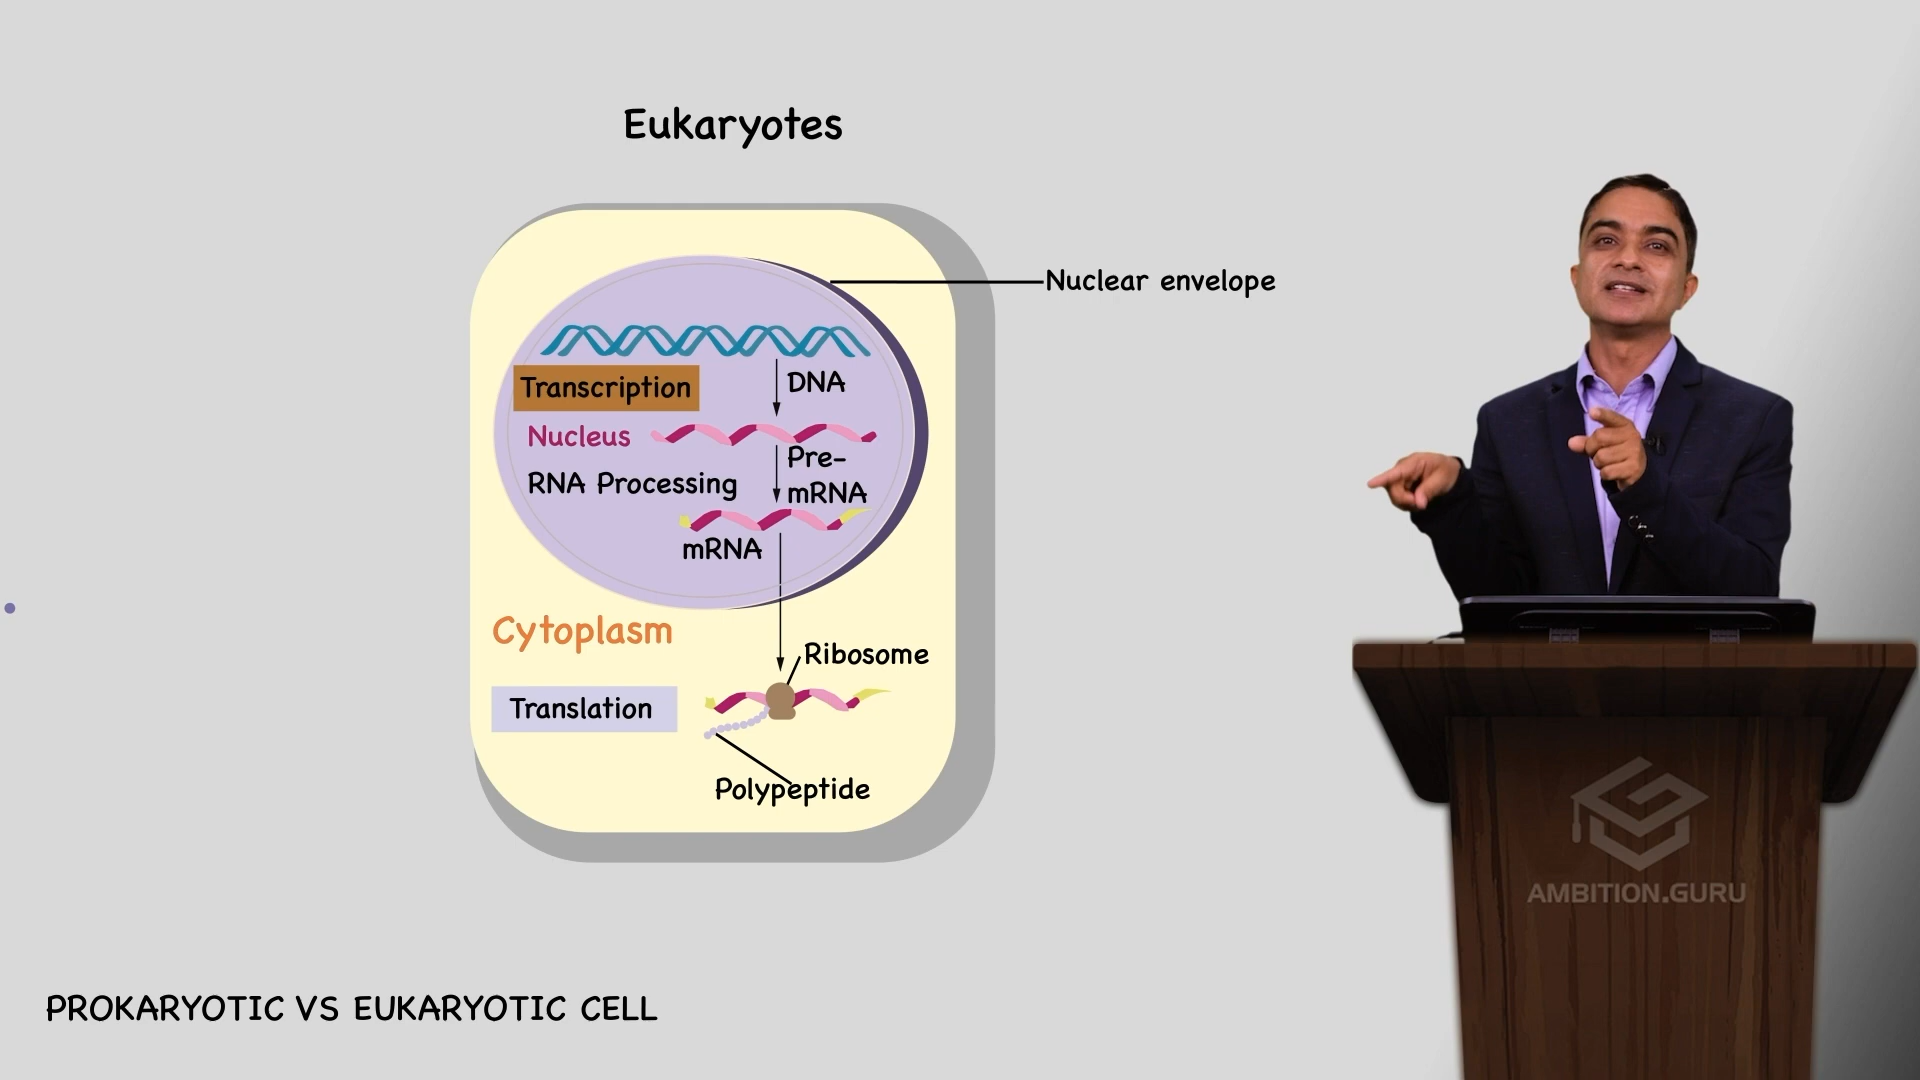 Eukaryotes
Nuclear envelope
Transcription
DNA
Nucleus
Pre-
mRNA
RNA Processing
mRNA
Cytoplasm
Ribosome
Translation
Polypeptide
AMBITION.GURU
PROKARYOTIC VS EUKARYOTIC CELL